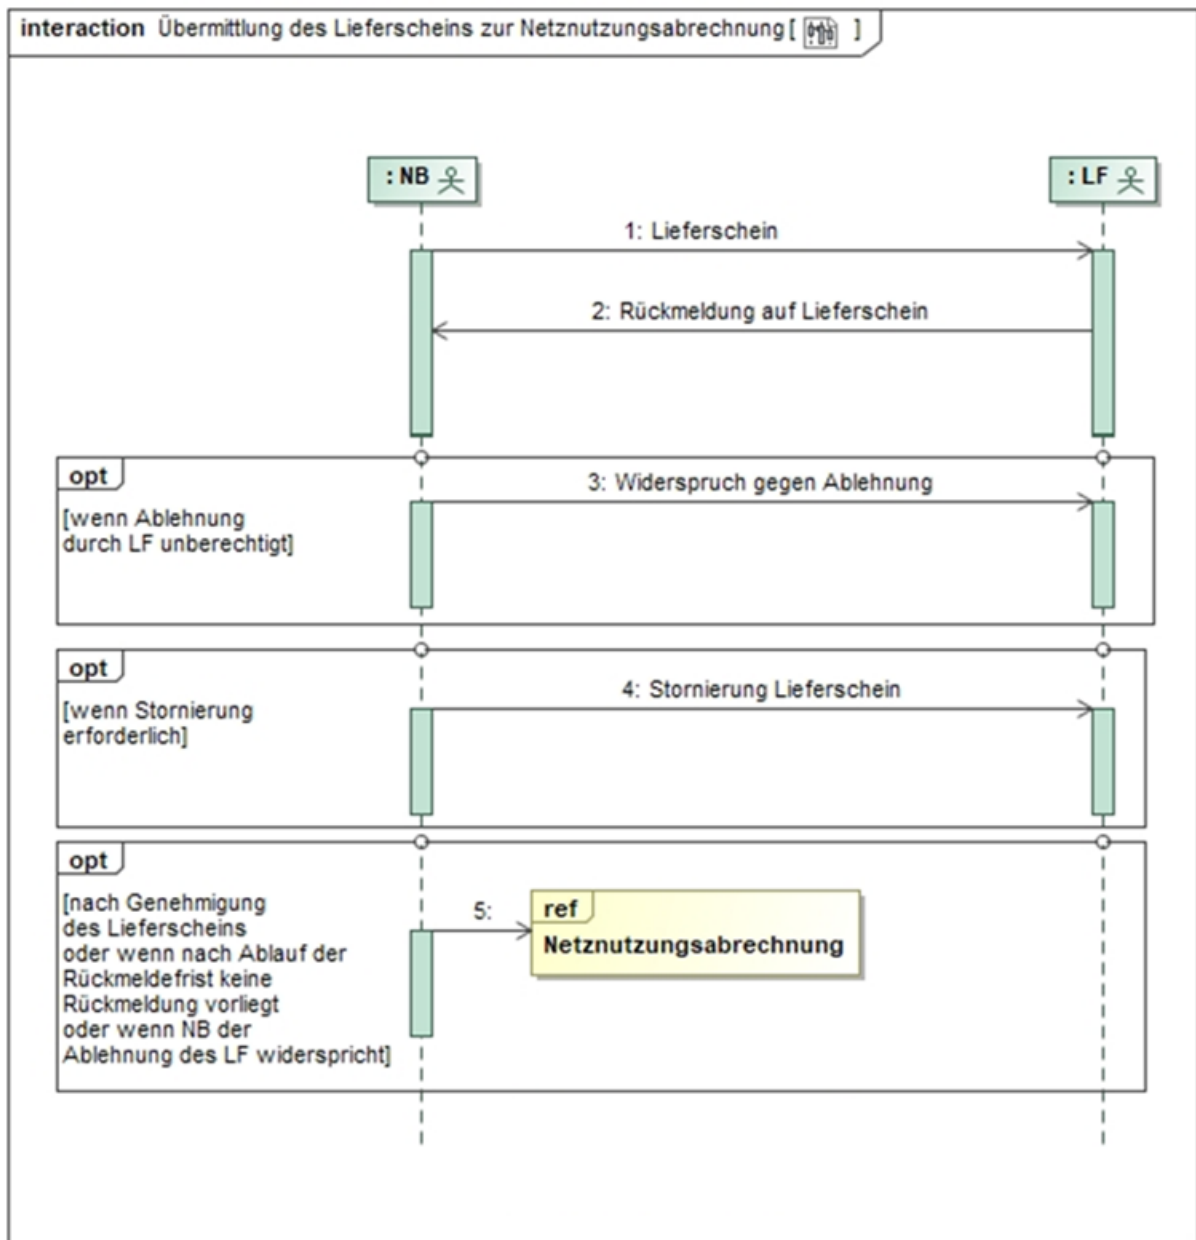 interaction Übermittlung des Lieferscheins zur Netznutzungsabrechnung [ ]
: NB
: LF
1: Lieferschein
2: Rückmeldung auf Lieferschein
opt
3: Widerspruch gegen Ablehnung
[wenn Ablehnung
durch LF unberechtigt]
opt
4: Stornierung Lieferschein
[wenn Stornierung
erforderlich]
opt
[nach Genehmigung
des Lieferscheins
oder wenn nach Ablauf der
Rückmeldefrist keine
Rückmeldung vorliegt
oder wenn NB der
Ablehnung des LF widerspricht]
5:
ref
Netznutzungsabrechnung